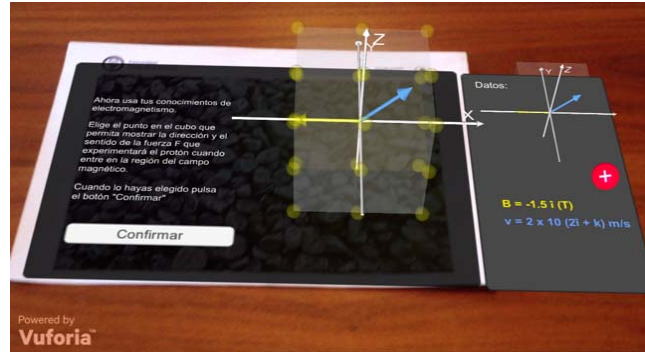 Z
Y
X
Ahora usa tus conocimientos de
electromagnetismo.
Elige el punto en el cubo que
permita mostrar la dirección y el
sentido de la fuerza F que
experimentará el protón cuando
entre en la región del campo
magnético.
Cuando lo hayas elegido pulsa
el botón "Confirmar"
Confirmar
Datos:
Y Z
+
B = -1.5 î (T)
v = 2 x 10 (2î + k) m/s
Powered by
Vuforia™